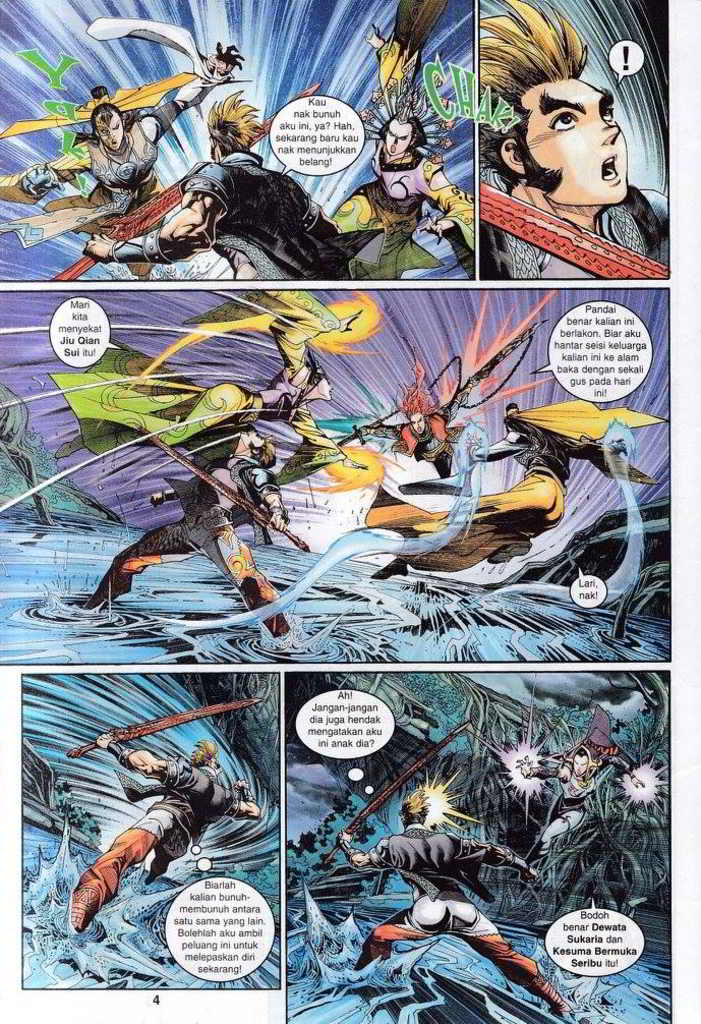 YAK!
Kau
nak bunuh
aku ini, ya? Hah,
sekarang baru kau
nak menunjukkan
belang!
CHAK
!
Mari
kita
menyekat
Jiu Qian
Sui itu!
Pandai
benar kalian ini
berlakon. Biar aku
hantar seisi keluarga
kalian ini ke alam
baka dengan sekali
gus pada hari
ini!
Lari,
nak!
Biarlah
kalian bunuh-
membunuh antara
satu sama yang lain.
Bolehlah aku ambil
peluang ini untuk
melepaskan diri
sekarang!
Ah!
Jangan-jangan
dia juga hendak
mengatakan aku
ini anak dia?
Bodoh
benar Dewata
Sukaria dan
Kesuma Bermuka
Seribu itu!
4